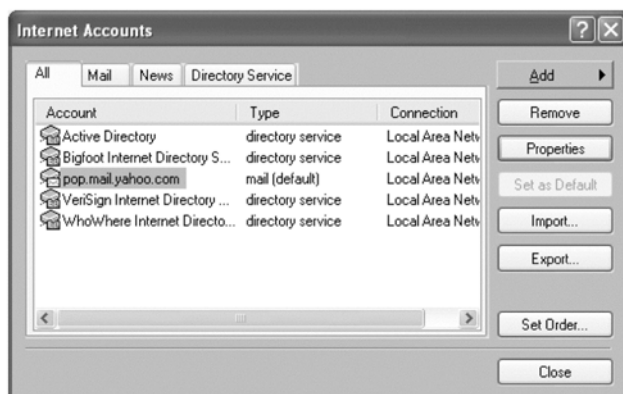 Internet Accounts
All Mail News Directory Service
Add
Remove
Properties
Set as Default
Import...
Export...
Set Order...
Close
Account Type Connection
Active Directory directory service Local Area Netw
Bigfoot Internet Directory S... directory service Local Area Netw
pop.mail.yahoo.com mail (default)
VeriSign Internet Directory ... directory service Local Area Netw
WhoWhere Internet Directo... directory service Local Area Netw